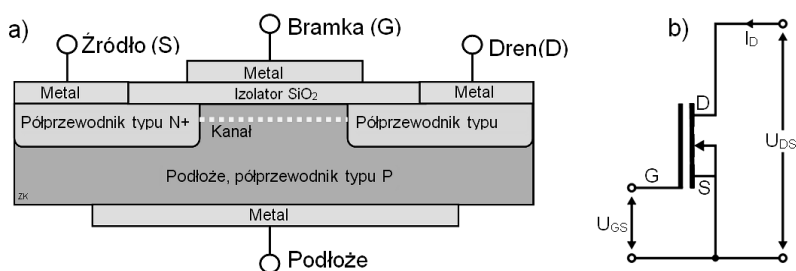 a)
Źródło (S)
Bramka (G)
Dren(D)
Metal
Metal
Izolator SiO₂
Metal
Półprzewodnik typu N+
Kanał
Półprzewodnik typu
Podłoże, półprzewodnik typu P
ZK
Metal
Podłoże
b)
I_D
D
U_DS
G
S
U_GS